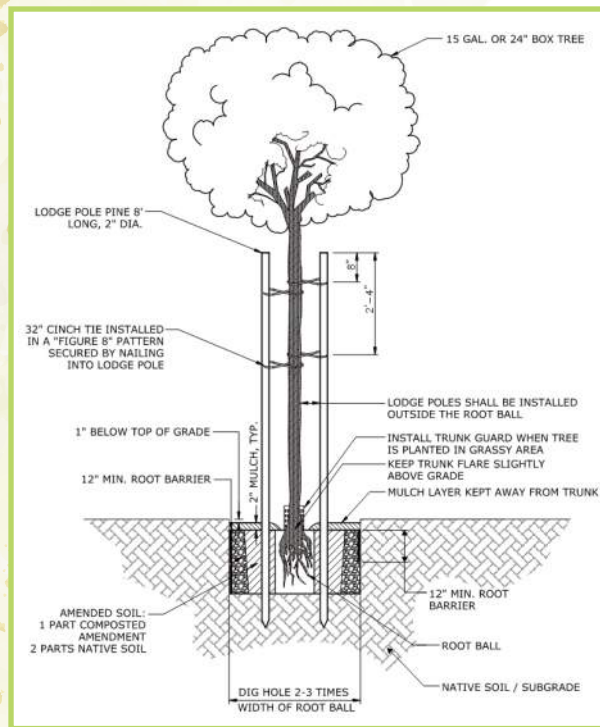 15 GAL. OR 24" BOX TREE
LODGE POLE PINE 8'
LONG, 2" DIA.
8"
2'-4"
32" CINCH TIE INSTALLED
IN A "FIGURE 8" PATTERN
SECURED BY NAILING
INTO LODGE POLE
LODGE POLES SHALL BE INSTALLED
OUTSIDE THE ROOT BALL
1" BELOW TOP OF GRADE
2" MULCH, TYP.
INSTALL TRUNK GUARD WHEN TREE
IS PLANTED IN GRASSY AREA
KEEP TRUNK FLARE SLIGHTLY
ABOVE GRADE
12" MIN. ROOT BARRIER
MULCH LAYER KEPT AWAY FROM TRUNK
12" MIN. ROOT
BARRIER
AMENDED SOIL:
1 PART COMPOSTED
AMENDMENT
2 PARTS NATIVE SOIL
ROOT BALL
NATIVE SOIL / SUBGRADE
DIG HOLE 2-3 TIMES
WIDTH OF ROOT BALL